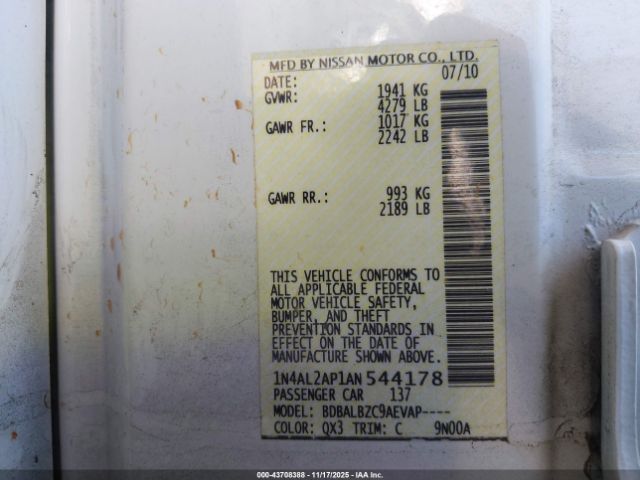 MFD BY NISSAN MOTOR CO., LTD.
DATE: 07/10
GVWR: 1941 KG
4279 LB
GAWR FR.: 1017 KG
2242 LB
GAWR RR.: 993 KG
2189 LB
THIS VEHICLE CONFORMS TO
ALL APPLICABLE FEDERAL
MOTOR VEHICLE SAFETY,
BUMPER, AND THEFT
PREVENTION STANDARDS IN
EFFECT ON THE DATE OF
MANUFACTURE SHOWN ABOVE.
1N4AL2AP1AN544178
PASSENGER CAR 137
MODEL: BDBALBZC9AEVAP----
COLOR: QX3 TRIM: C 9N00A
000-43708388 | 11/17/2025 - COPYRIGHT IAA, LLC